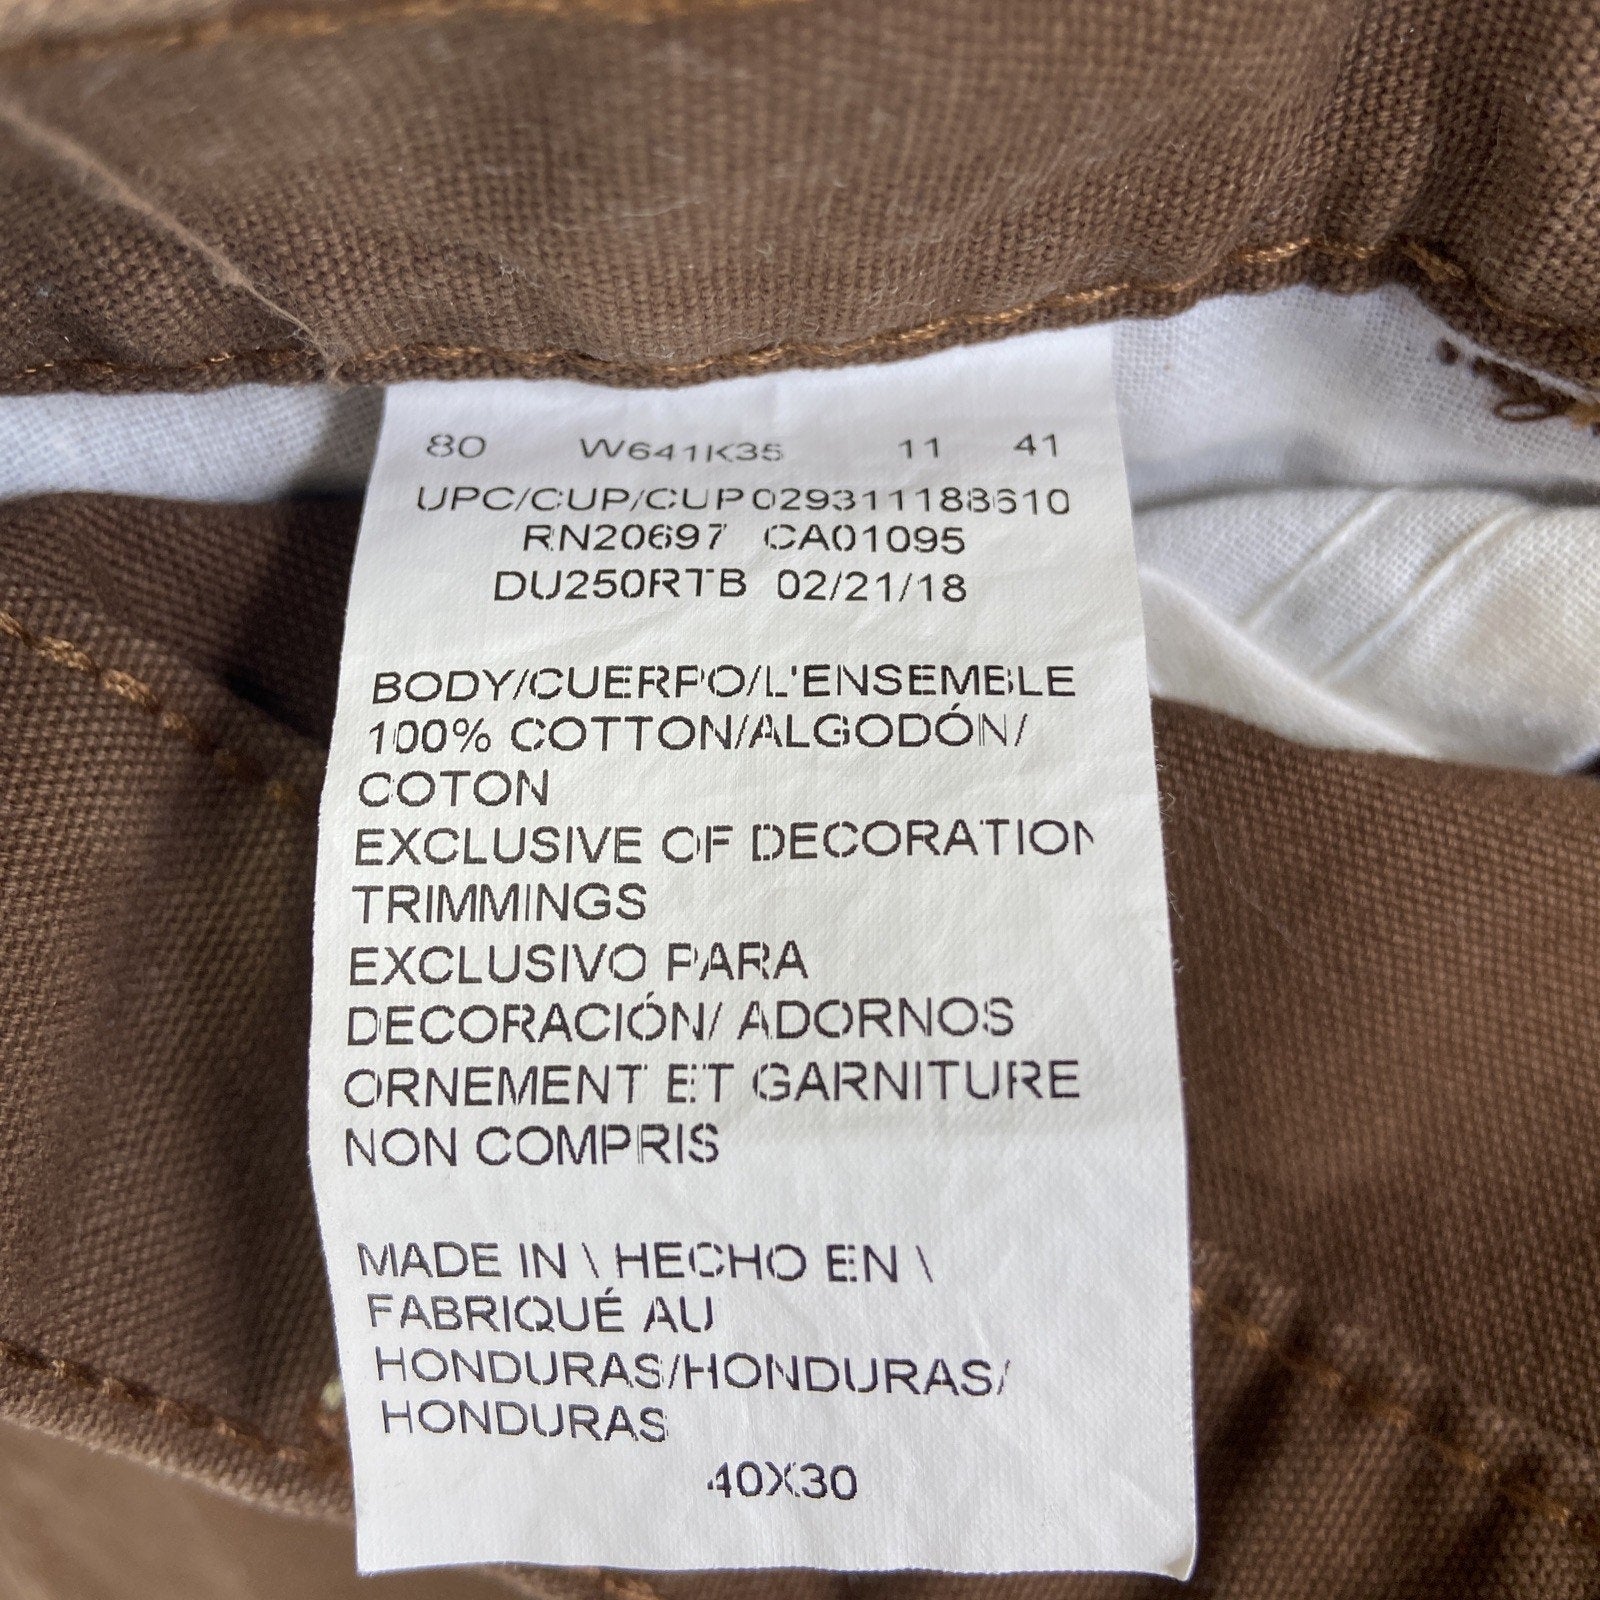 80 W641K35 11 41
UPC/CUP/CUP 029311188610
RN20697 CA01095
DU250RTB 02/21/18
BODY/CUERPO/L'ENSEMBLE
100% COTTON/ALGODÓN/
COTON
EXCLUSIVE OF DECORATION
TRIMMINGS
EXCLUSIVO PARA
DECORACIÓN/ ADORNOS
ORNEMENT ET GARNITURE
NON COMPRIS
MADE IN \ HECHO EN \
FABRIQUÉ AU
HONDURAS/HONDURAS/
HONDURAS
40X30